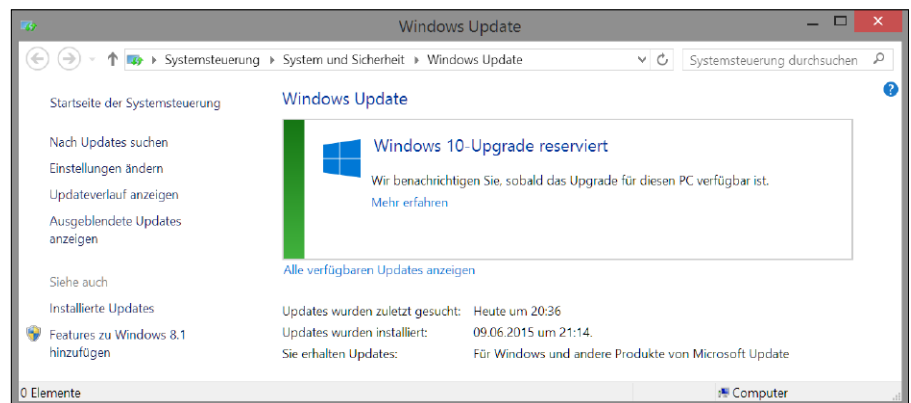 Windows Update
Systemsteuerung ▸ System und Sicherheit ▸ Windows Update
Systemsteuerung durchsuchen
Startseite der Systemsteuerung
Nach Updates suchen
Einstellungen ändern
Updateverlauf anzeigen
Ausgeblendete Updates
anzeigen
Siehe auch
Installierte Updates
Features zu Windows 8.1
hinzufügen
Windows Update
Windows 10-Upgrade reserviert
Wir benachrichtigen Sie, sobald das Upgrade für diesen PC verfügbar ist.
Mehr erfahren
Alle verfügbaren Updates anzeigen
Updates wurden zuletzt gesucht: Heute um 20:36
Updates wurden installiert: 09.06.2015 um 21:14.
Sie erhalten Updates: Für Windows und andere Produkte von Microsoft Update
0 Elemente
Computer